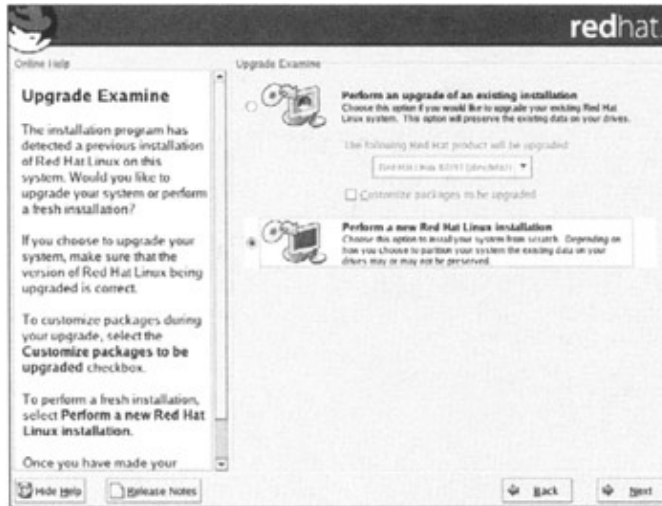 redhat.
Online Help
Upgrade Examine
The installation program has
detected a previous installation
of Red Hat Linux on this
system. Would you like to
upgrade your system or perform
a fresh installation?
If you choose to upgrade your
system, make sure that the
version of Red Hat Linux being
upgraded is correct.
To customize packages during
your upgrade, select the
Customize packages to be
upgraded checkbox.
To perform a fresh installation,
select Perform a new Red Hat
Linux installation.
Once you have made your
Upgrade Examine
Perform an upgrade of an existing installation
Choose this option if you would like to upgrade your existing Red Hat
Linux system. This option will preserve the existing data on your drives.
The following Red Hat product will be upgraded
Red Hat Linux
Customize packages to be upgraded
Perform a new Red Hat Linux installation
Choose this option to install your system from scratch. Depending on
how you choose to partition your system the existing data on your
drives may or may not be preserved.
Hide Help
Release Notes
Back
Next